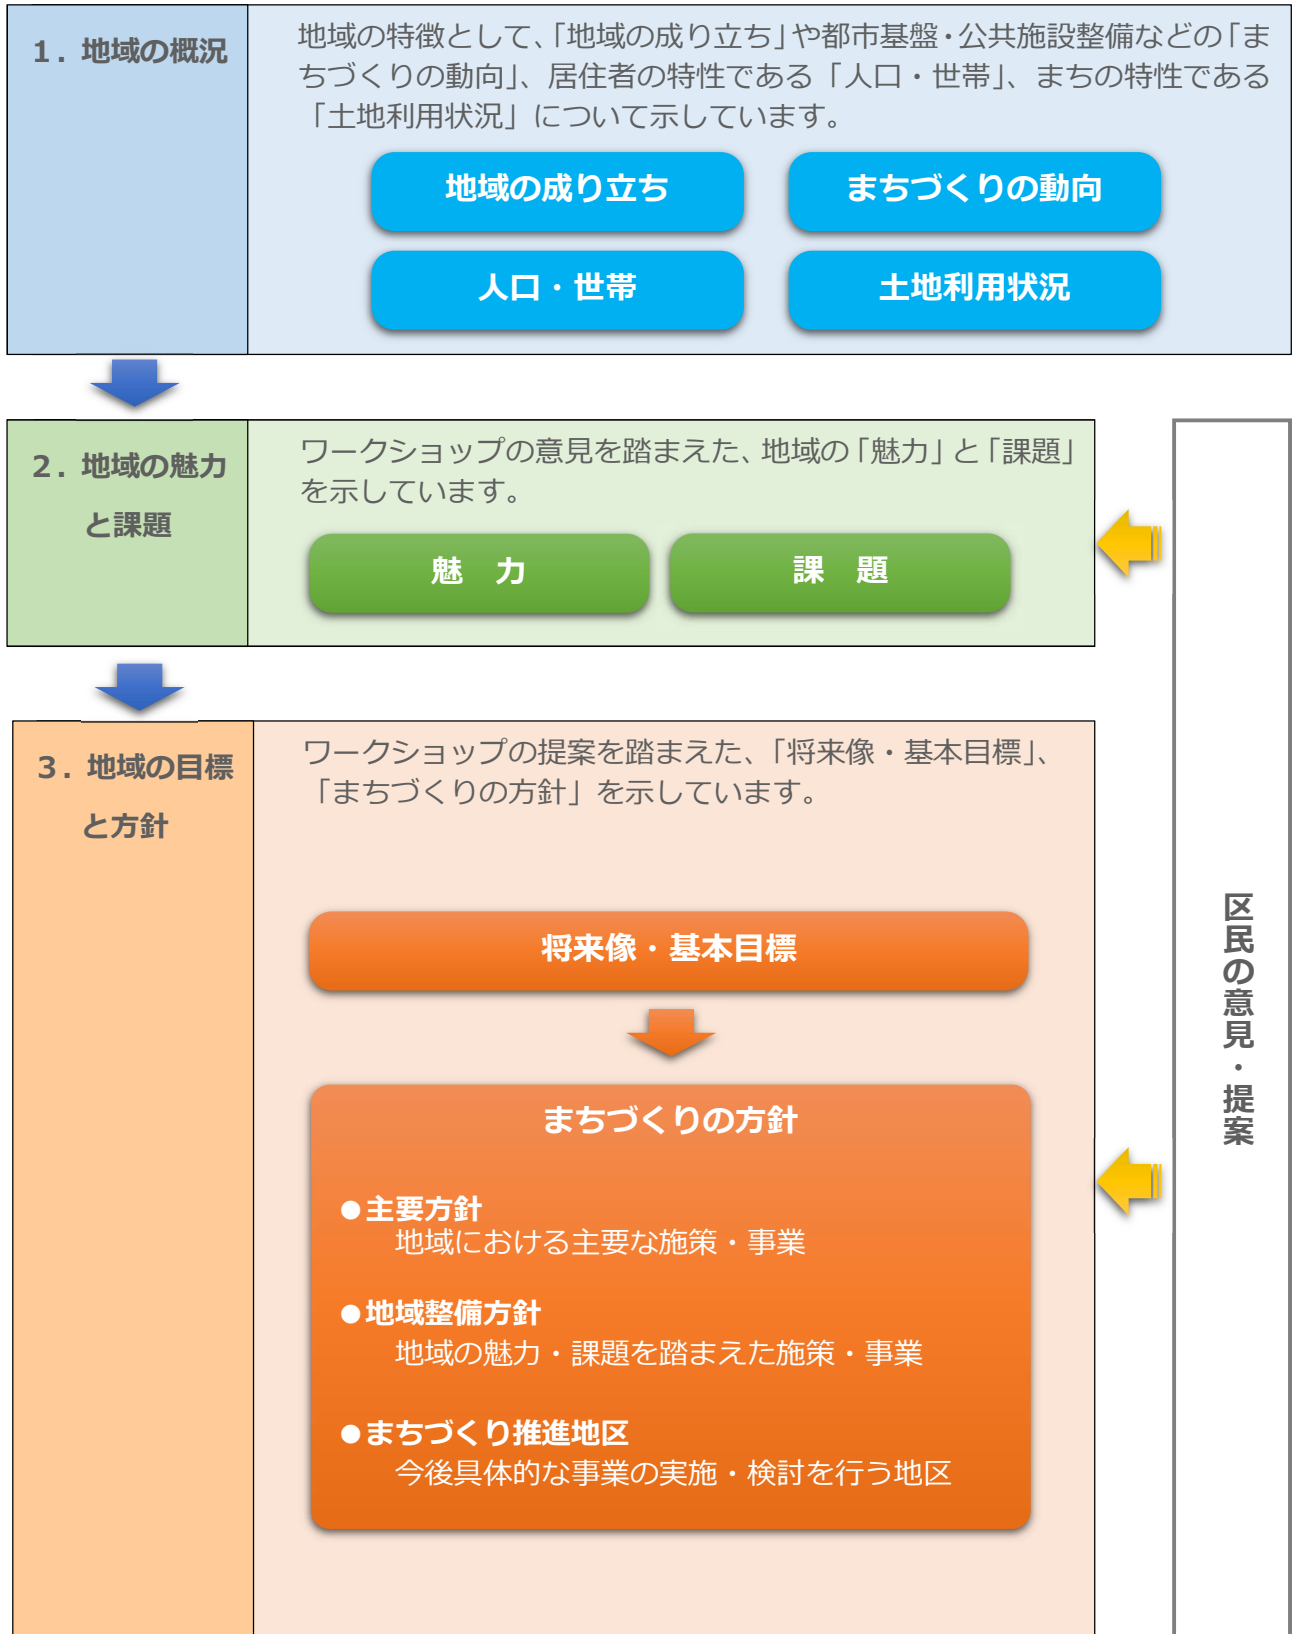 1．地域の概況
地域の特徴として、「地域の成り立ち」や都市基盤・公共施設整備などの「ま
ちづくりの動向」、居住者の特性である「人口・世帯」、まちの特性である
「土地利用状況」について示しています。
地域の成り立ち
まちづくりの動向
人口・世帯
土地利用状況
2．地域の魅力
と課題
ワークショップの意見を踏まえた、地域の「魅力」と「課題」
を示しています。
魅　力
課　題
3．地域の目標
と方針
ワークショップの提案を踏まえた、「将来像・基本目標」、
「まちづくりの方針」を示しています。
将来像・基本目標
まちづくりの方針
●主要方針
地域における主要な施策・事業
●地域整備方針
地域の魅力・課題を踏まえた施策・事業
●まちづくり推進地区
今後具体的な事業の実施・検討を行う地区
区民の意見・提案